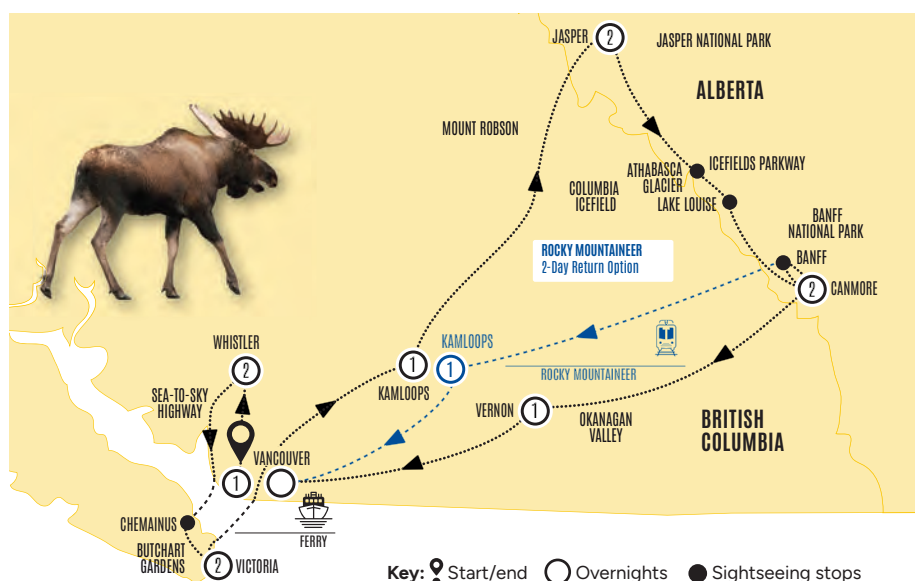 JASPER
2
JASPER NATIONAL PARK
ALBERTA
MOUNT ROBSON
ATHABASCA
GLACIER
ICEFIELDS PARKWAY
COLUMBIA
ICEFIELD
LAKE LOUISE
BANFF
NATIONAL PARK
BANFF
ROCKY MOUNTAINEER
2-Day Return Option
2
CANMORE
WHISTLER
2
KAMLOOPS
1
1
KAMLOOPS
ROCKY MOUNTAINEER
SEA-TO-SKY
HIGHWAY
VERNON
1
OKANAGAN
VALLEY
BRITISH
COLUMBIA
VANCOUVER
1
CHEMAINUS
FERRY
BUTCHART
GARDENS
2
VICTORIA
Key: Start/end Overnights Sightseeing stops